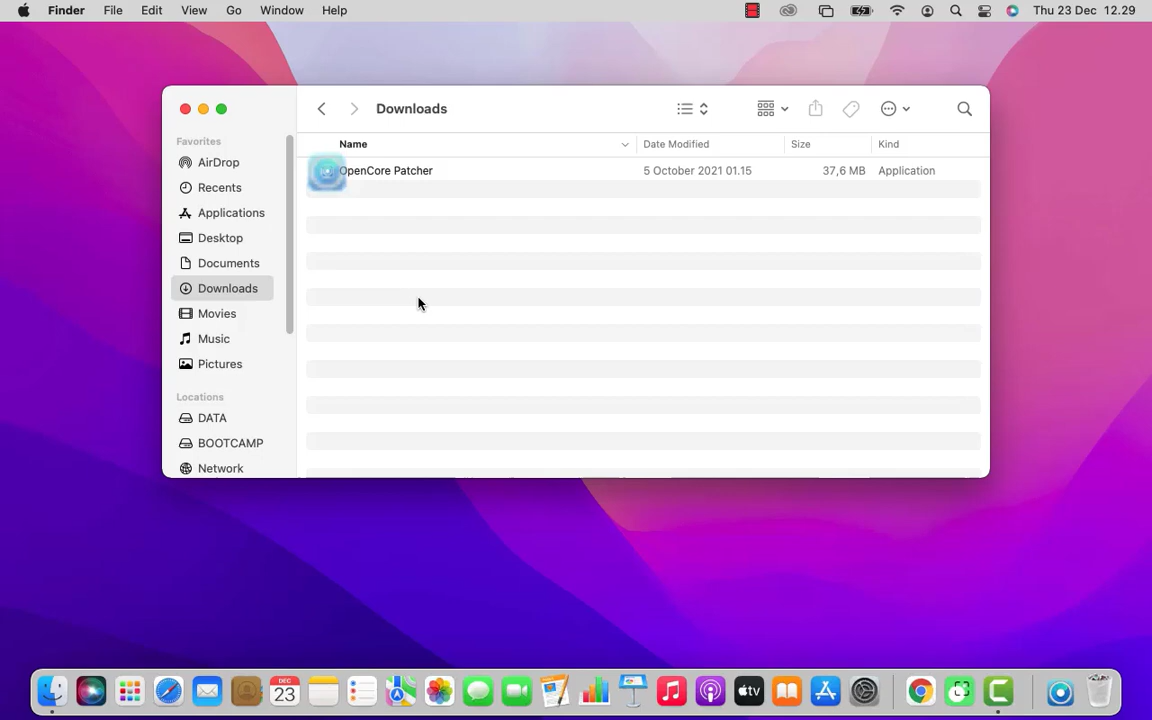 Finder File Edit View Go Window Help Thu 23 Dec 12.29
Downloads
Favorites
AirDrop
Recents
Applications
Desktop
Documents
Downloads
Movies
Music
Pictures
Locations
DATA
BOOTCAMP
Network
Name Date Modified Size Kind
OpenCore Patcher 5 October 2021 01.15 37,6 MB Application
DEC
23
tv